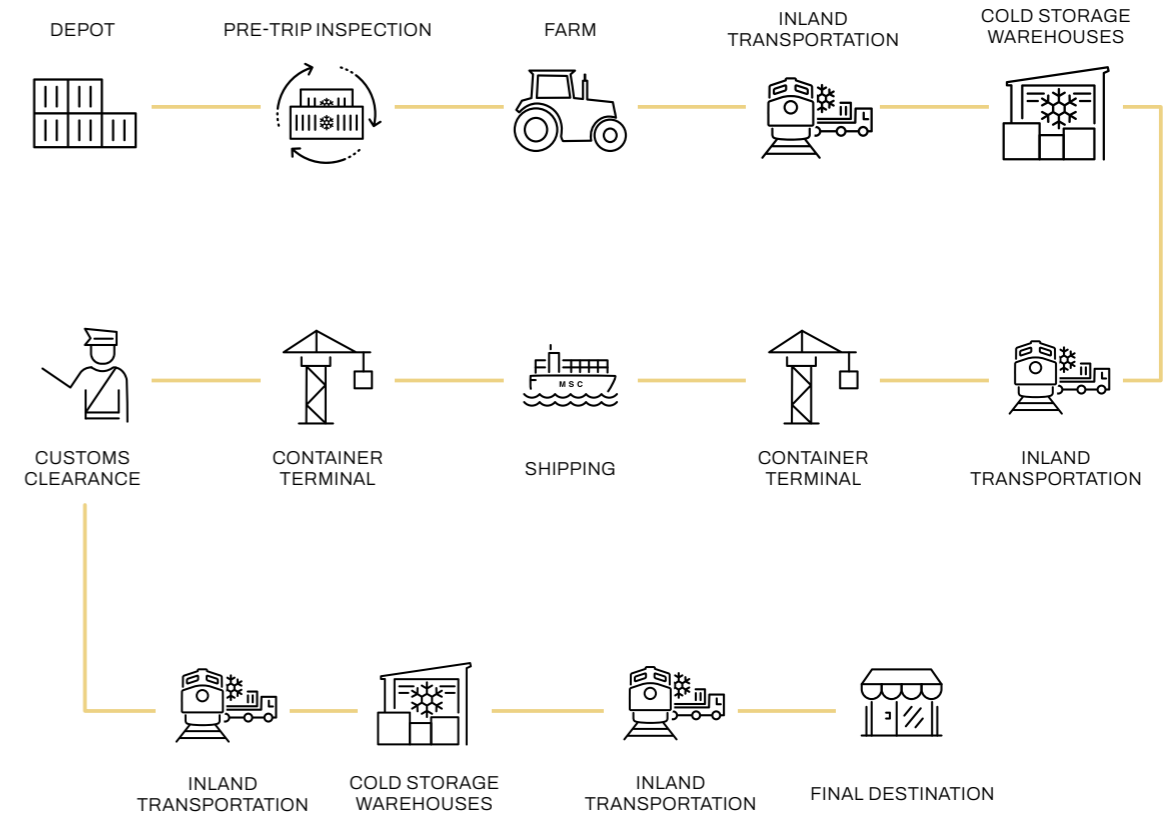 DEPOT
PRE-TRIP INSPECTION
FARM
INLAND
TRANSPORTATION
COLD STORAGE
WAREHOUSES
CUSTOMS
CLEARANCE
CONTAINER
TERMINAL
MSC
SHIPPING
CONTAINER
TERMINAL
INLAND
TRANSPORTATION
INLAND
TRANSPORTATION
COLD STORAGE
WAREHOUSES
INLAND
TRANSPORTATION
FINAL DESTINATION